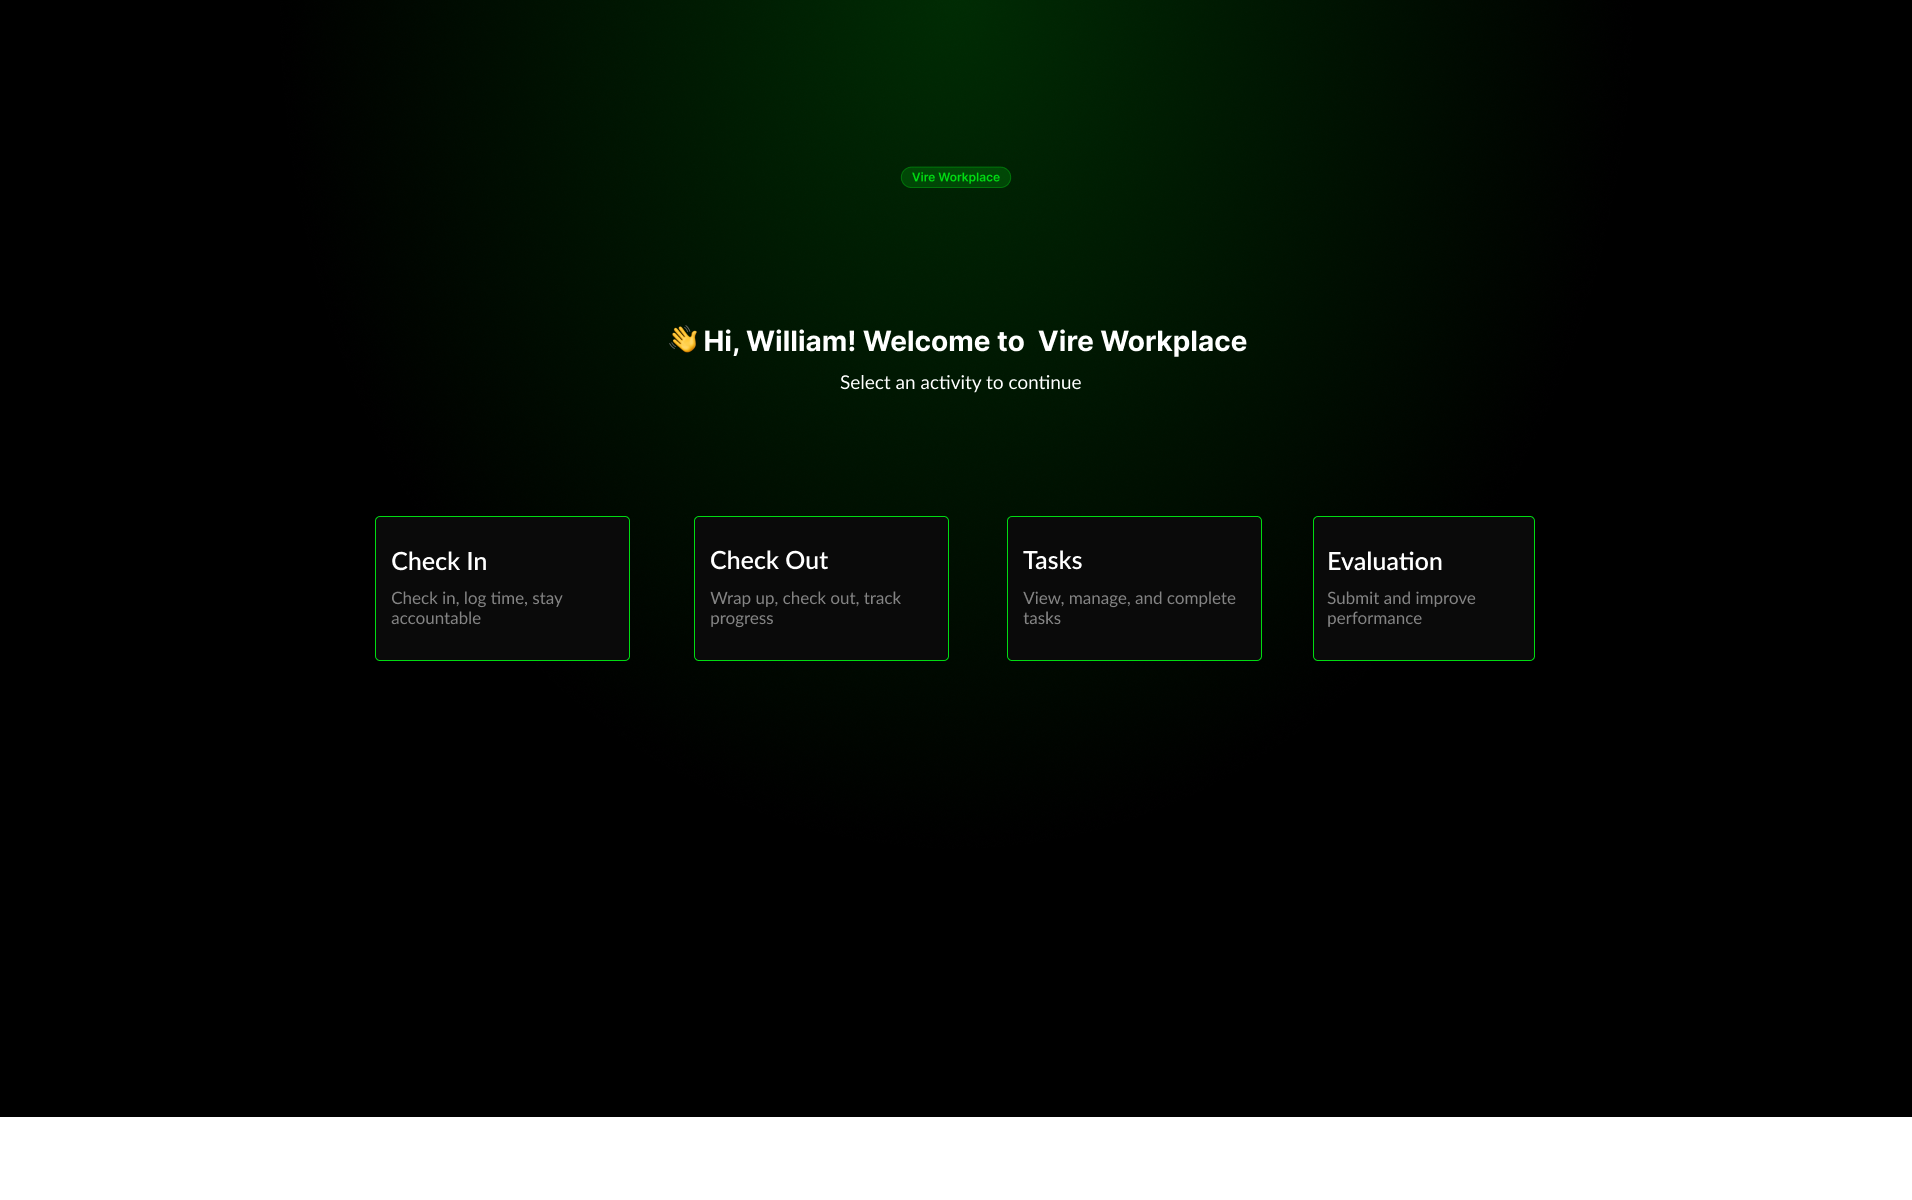 Vire Workplace
👋 Hi, William! Welcome to Vire Workplace
Select an activity to continue
Check In
Check in, log time, stay
accountable
Check Out
Wrap up, check out, track
progress
Tasks
View, manage, and complete
tasks
Evaluation
Submit and improve
performance